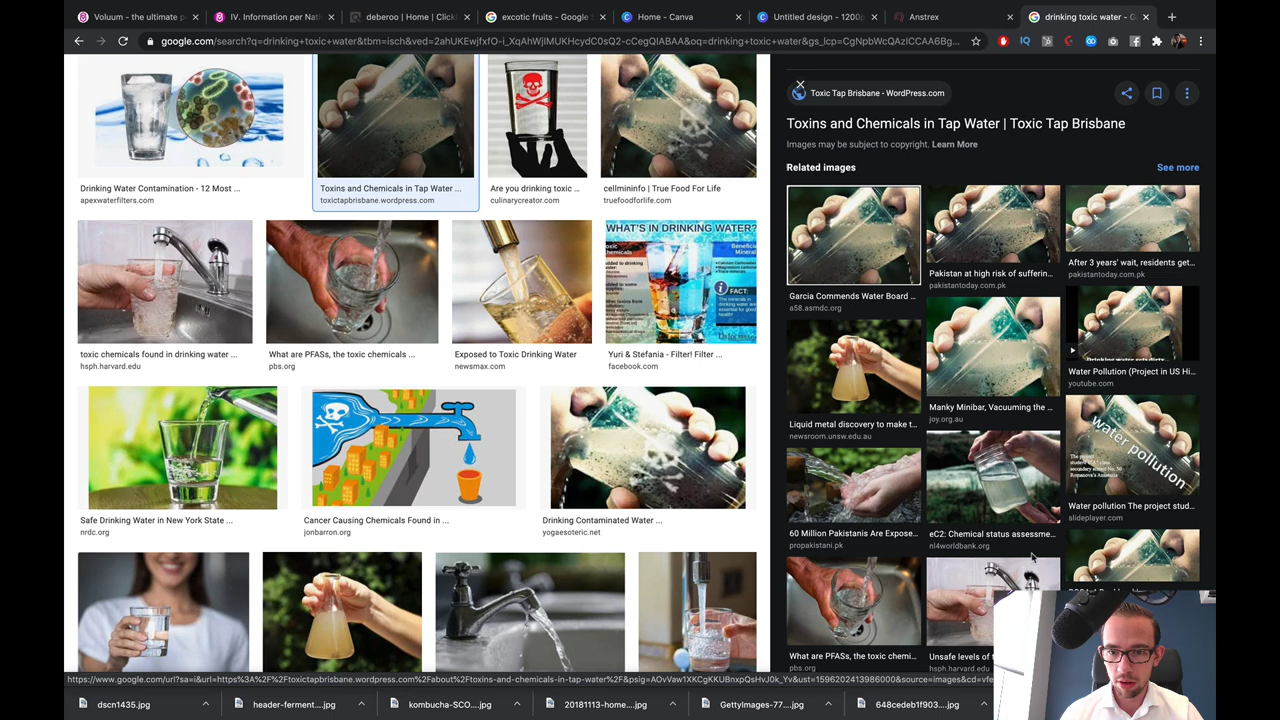 Voluum - the ultimate p
IV. Information per Nati
deberoo | Home | Click
excotic fruits - Google S
Home - Canva
Untitled design - 1200p
Anstrex
drinking toxic water - G
google.com/search?q=drinking+toxic+water&tbm=isch&ved=2ahUKEwjfxfO-i_XqAhWjIMUKHcydC0sQ2-cCegQIABAA&oq=drinking+toxic+water&gs_lcp=CgNpbWcQAzICCAA6Bg...
Drinking Water Contamination - 12 Most ...
apexwaterfilters.com
Toxins and Chemicals in Tap Water ...
toxictapbrisbane.wordpress.com
Are you drinking toxic ...
culinarycreator.com
cellmininfo | True Food For Life
truefoodforlife.com
WHAT'S IN DRINKING WATER?
FACT:
toxic chemicals found in drinking water ...
hsph.harvard.edu
What are PFASs, the toxic chemicals ...
pbs.org
Exposed to Toxic Drinking Water
newsmax.com
Yuri & Stefania - Filter! Filter ...
facebook.com
Safe Drinking Water in New York State ...
nrdc.org
Cancer Causing Chemicals Found in ...
jonbarron.org
Drinking Contaminated Water ...
yogaesoteric.net
Toxic Tap Brisbane - WordPress.com
Toxins and Chemicals in Tap Water | Toxic Tap Brisbane
Images may be subject to copyright. Learn More
Related images
See more
Garcia Commends Water Board ...
a58.asmdc.org
Pakistan at high risk of sufferin...
pakistantoday.com.pk
After 3 years' wait, residents get...
pakistantoday.com.pk
Liquid metal discovery to make t...
newsroom.unsw.edu.au
Manky Minibar, Vacuuming the ...
joy.org.au
Drinking water gets dirty
Water Pollution (Project in US Hi...
youtube.com
60 Million Pakistanis Are Expose...
propakistani.pk
eC2: Chemical status assessme...
nl4worldbank.org
water pollution
Water pollution The project stud...
slideplayer.com
What are PFASs, the toxic chemi...
pbs.org
Unsafe levels of t
hsph.harvard.edu
https://www.google.com/url?sa=i&url=https%3A%2F%2Ftoxictapbrisbane.wordpress.com%2Fabout%2Ftoxins-and-chemicals-in-tap-water%2F&psig=AOvVaw1XKCgKKUBnxpQsHvJ0k_Yv&ust=1596202413986000&source=images&cd=vfe
dscn1435.jpg
header-ferment....jpg
kombucha-SCO....jpg
20181113-home....jpg
GettyImages-77....jpg
648cedeb1f903....jpg